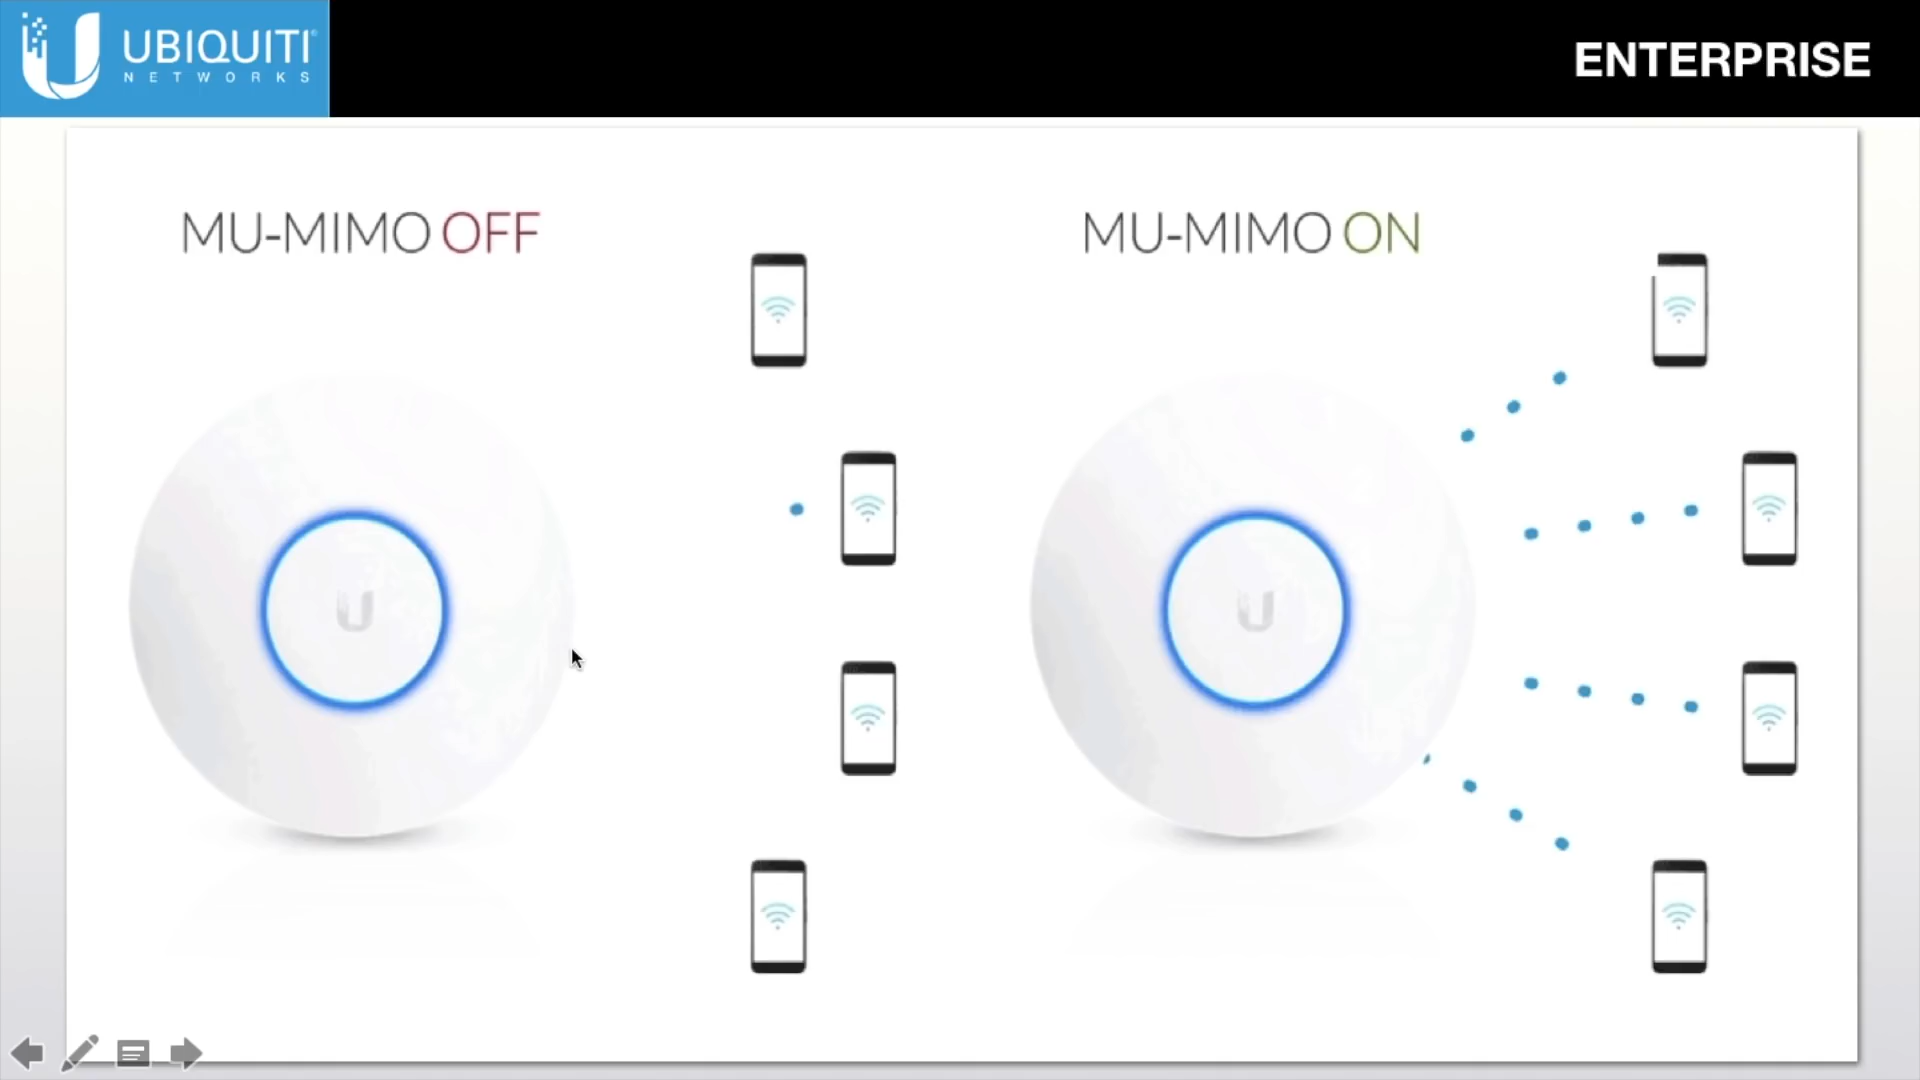 UBIQUITI
NETWORKS
ENTERPRISE
MU-MIMO OFF
MU-MIMO ON